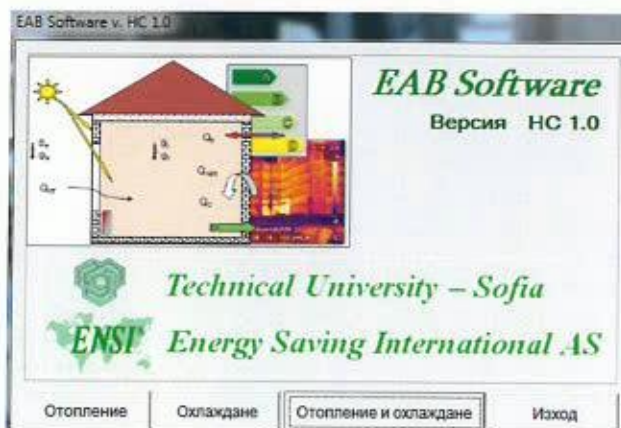 EAB Software v. HC 1.0
EAB Software
Версия HC 1.0
Technical University – Sofia
ENSI Energy Saving International AS
Отопление Охлаждане Отопление и охлаждане Изход